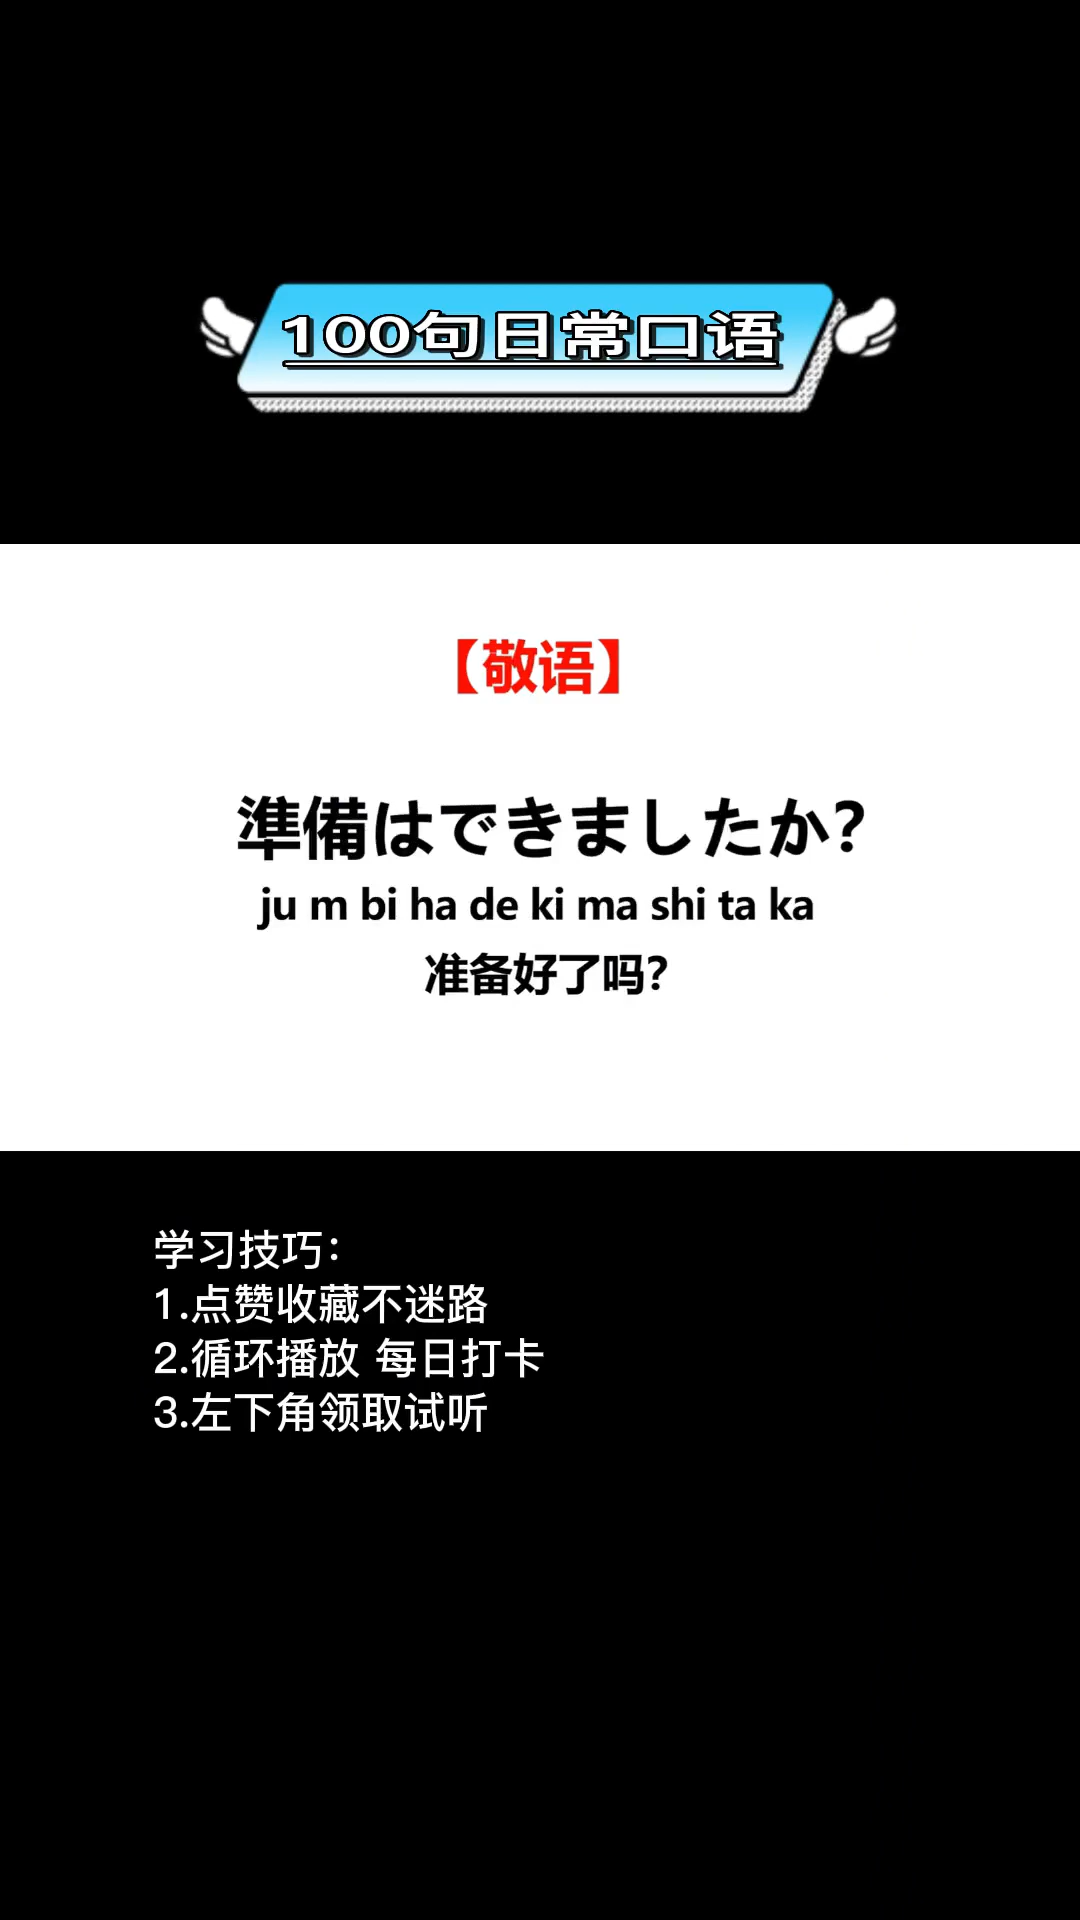 100句日常口语
【敬语】
準備はできましたか?
ju m bi ha de ki ma shi ta ka
准备好了吗?
学习技巧：
1.点赞收藏不迷路
2.循环播放 每日打卡
3.左下角领取试听